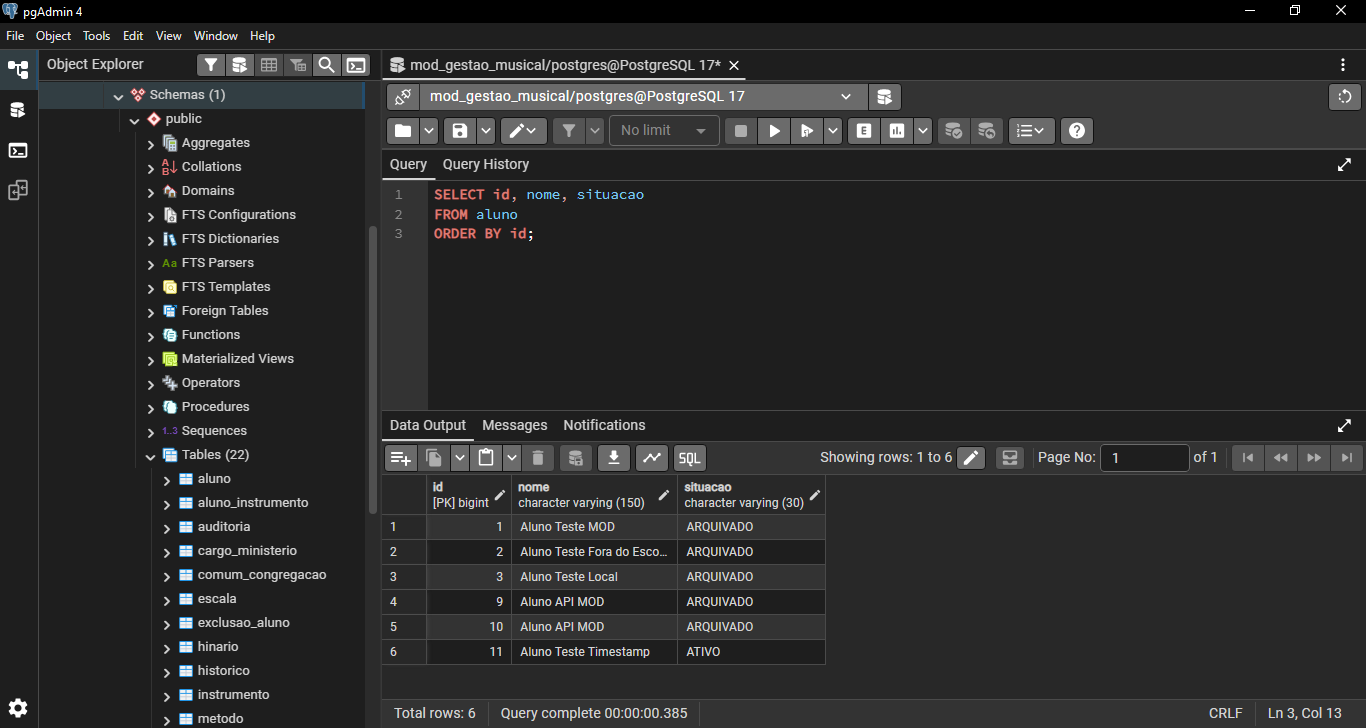 pgAdmin 4
File Object Tools Edit View Window Help
Object Explorer
Schemas (1)
public
Aggregates
Collations
Domains
FTS Configurations
FTS Dictionaries
Aa FTS Parsers
FTS Templates
Foreign Tables
Functions
Materialized Views
Operators
Procedures
1..3 Sequences
Tables (22)
aluno
aluno_instrumento
auditoria
cargo_ministerio
comum_congregacao
escala
exclusao_aluno
hinario
historico
instrumento
metodo
mod_gestao_musical/postgres@PostgreSQL 17*
mod_gestao_musical/postgres@PostgreSQL 17
No limit
E
Query Query History
1 SELECT id, nome, situacao
2 FROM aluno
3 ORDER BY id;
Data Output Messages Notifications
SQL Showing rows: 1 to 6 Page No: 1 of 1
id nome situacao
[PK] bigint character varying (150) character varying (30)
1 1 Aluno Teste MOD ARQUIVADO
2 2 Aluno Teste Fora do Esco... ARQUIVADO
3 3 Aluno Teste Local ARQUIVADO
4 9 Aluno API MOD ARQUIVADO
5 10 Aluno API MOD ARQUIVADO
6 11 Aluno Teste Timestamp ATIVO
Total rows: 6 Query complete 00:00:00.385 CRLF Ln 3, Col 13